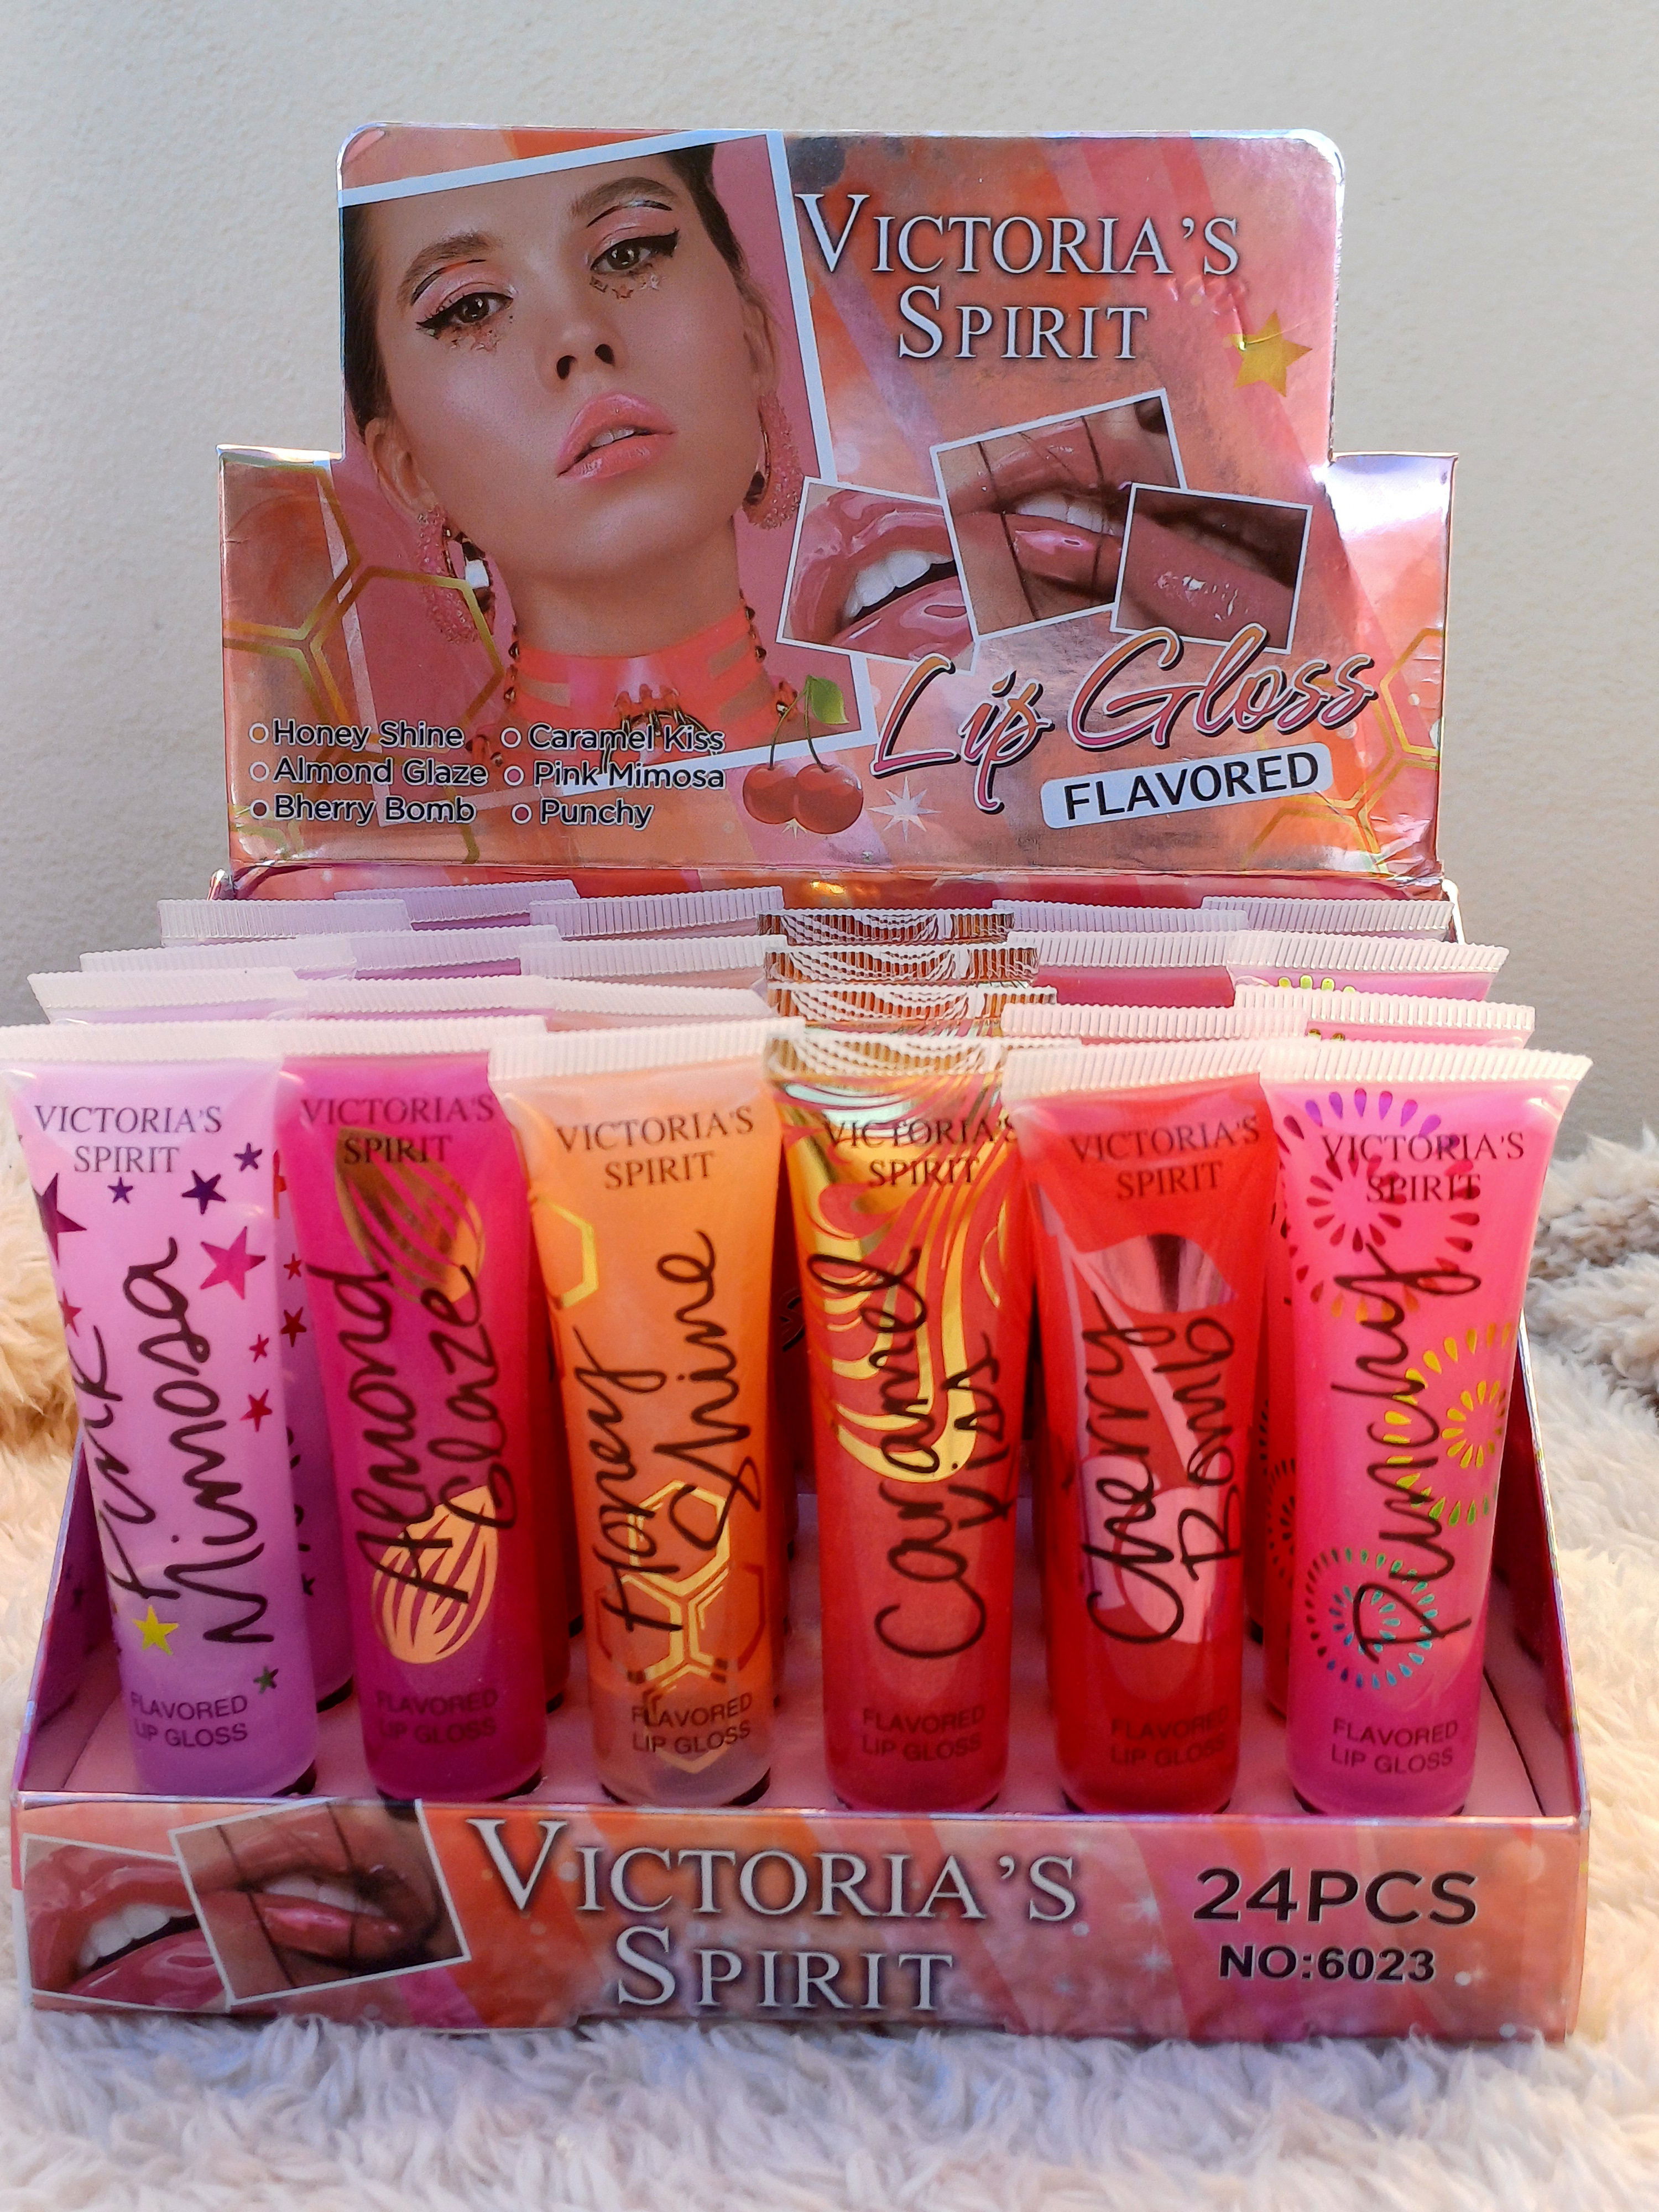 VICTORIA'S
SPIRIT
Lip Gloss
FLAVORED
Honey Shine
Almond Glaze
Bherry Bomb
Caramel Kiss
Pink Mimosa
Punchy
VICTORIA'S
SPIRIT
Pink
Mimosa
FLAVORED
LIP GLOSS
VICTORIA'S
SPIRIT
Almond
Glaze
FLAVORED
LIP GLOSS
VICTORIA'S
SPIRIT
Honey
Shine
FLAVORED
LIP GLOSS
VICTORIA'S
SPIRIT
Caramel
Kiss
FLAVORED
LIP GLOSS
VICTORIA'S
SPIRIT
Cherry
Bomb
FLAVORED
LIP GLOSS
VICTORIA'S
SPIRIT
Punchy
FLAVORED
LIP GLOSS
VICTORIA'S
SPIRIT
24PCS
NO:6023